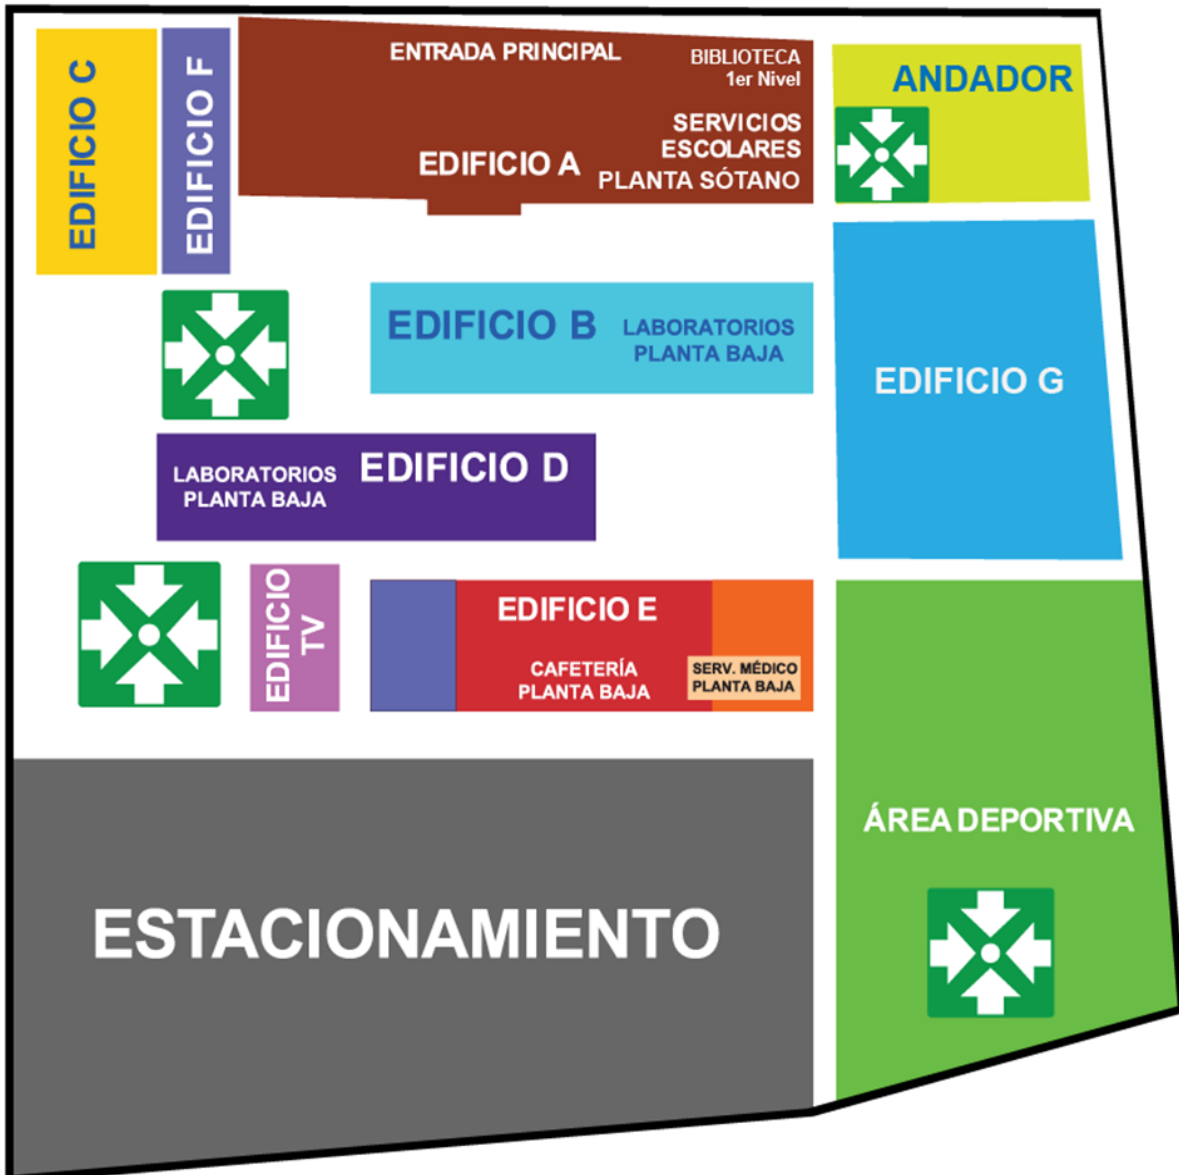 EDIFICIO C
EDIFICIO F
ENTRADA PRINCIPAL
BIBLIOTECA
1er Nivel
SERVICIOS
ESCOLARES
PLANTA SÓTANO
EDIFICIO A
ANDADOR
EDIFICIO B
LABORATORIOS
PLANTA BAJA
EDIFICIO G
LABORATORIOS
PLANTA BAJA
EDIFICIO D
EDIFICIO
TV
EDIFICIO E
CAFETERÍA
PLANTA BAJA
SERV. MÉDICO
PLANTA BAJA
ÁREA DEPORTIVA
ESTACIONAMIENTO